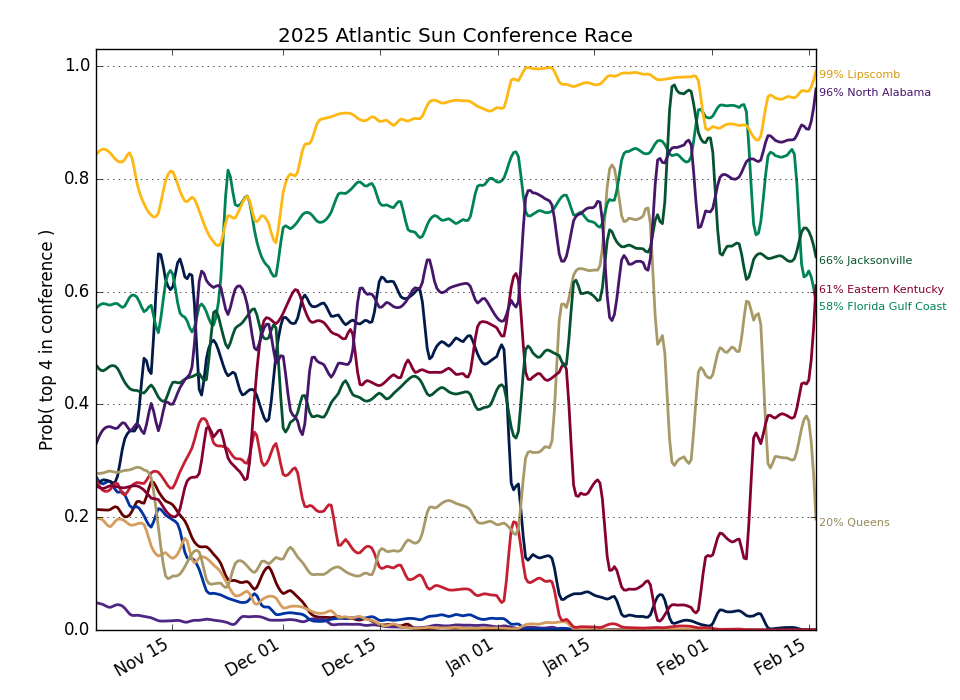 2025 Atlantic Sun Conference Race
Prob( top 4 in conference )
1.0
0.8
0.6
0.4
0.2
0.0
Nov 15
Dec 01
Dec 15
Jan 01
Jan 15
Feb 01
Feb 15
99% Lipscomb
96% North Alabama
66% Jacksonville
61% Eastern Kentucky
58% Florida Gulf Coast
20% Queens